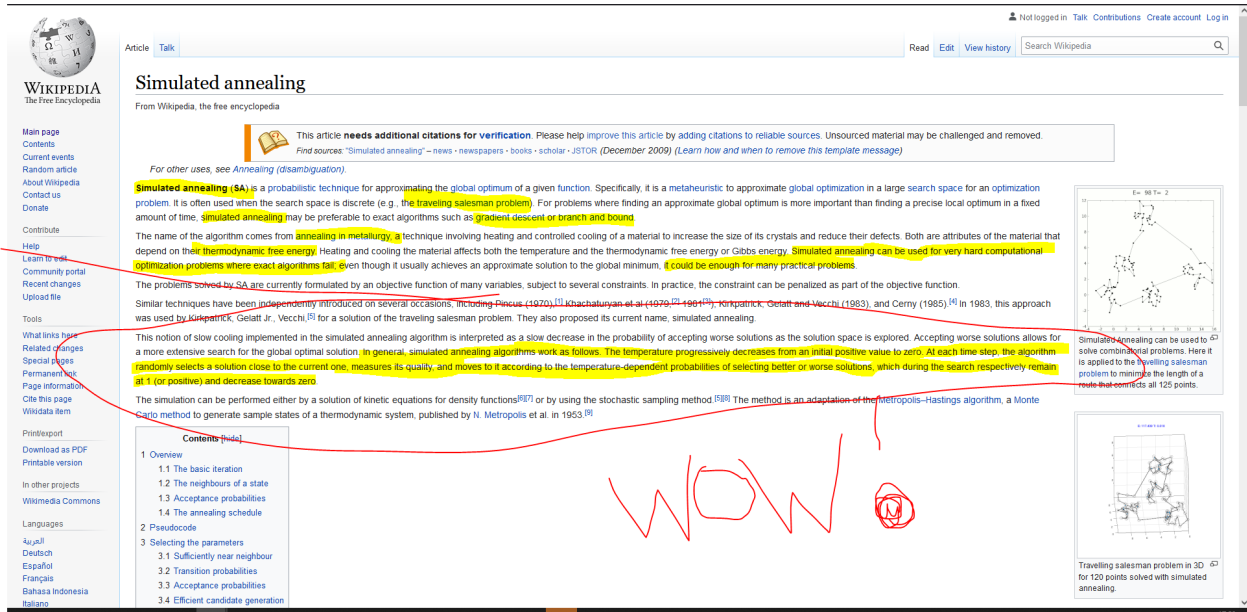 Not logged in Talk Contributions Create account Log in
WIKIPEDIA
The Free Encyclopedia
Article Talk
Read Edit View history Search Wikipedia
Main page
Contents
Current events
Random article
About Wikipedia
Contact us
Donate
Contribute
Help
Learn to edit
Community portal
Recent changes
Upload file
Tools
What links here
Related changes
Special pages
Permanent link
Page information
Cite this page
Wikidata item
Print/export
Download as PDF
Printable version
In other projects
Wikimedia Commons
Languages
العربية
Deutsch
Español
Français
Bahasa Indonesia
Italiano
Simulated annealing
From Wikipedia, the free encyclopedia
This article needs additional citations for verification. Please help improve this article by adding citations to reliable sources. Unsourced material may be challenged and removed.
Find sources: "Simulated annealing" – news · newspapers · books · scholar · JSTOR (December 2009) (Learn how and when to remove this template message)
For other uses, see Annealing (disambiguation).
Simulated annealing (SA) is a probabilistic technique for approximating the global optimum of a given function. Specifically, it is a metaheuristic to approximate global optimization in a large search space for an optimization
problem. It is often used when the search space is discrete (e.g., the traveling salesman problem). For problems where finding an approximate global optimum is more important than finding a precise local optimum in a fixed
amount of time, simulated annealing may be preferable to exact algorithms such as gradient descent or branch and bound.
The name of the algorithm comes from annealing in metallurgy, a technique involving heating and controlled cooling of a material to increase the size of its crystals and reduce their defects. Both are attributes of the material that
depend on their thermodynamic free energy. Heating and cooling the material affects both the temperature and the thermodynamic free energy or Gibbs energy. Simulated annealing can be used for very hard computational
optimization problems where exact algorithms fail; even though it usually achieves an approximate solution to the global minimum, it could be enough for many practical problems.
The problems solved by SA are currently formulated by an objective function of many variables, subject to several constraints. In practice, the constraint can be penalized as part of the objective function.
Similar techniques have been independently introduced on several occasions, including Pincus (1970),[1] Khachaturyan et al (1979,[2] 1981[3]), Kirkpatrick, Gelatt and Vecchi (1983), and Cerny (1985).[4] In 1983, this approach
was used by Kirkpatrick, Gelatt Jr., Vecchi,[5] for a solution of the traveling salesman problem. They also proposed its current name, simulated annealing.
This notion of slow cooling implemented in the simulated annealing algorithm is interpreted as a slow decrease in the probability of accepting worse solutions as the solution space is explored. Accepting worse solutions allows for
a more extensive search for the global optimal solution. In general, simulated annealing algorithms work as follows. The temperature progressively decreases from an initial positive value to zero. At each time step, the algorithm
randomly selects a solution close to the current one, measures its quality, and moves to it according to the temperature-dependent probabilities of selecting better or worse solutions, which during the search respectively remain
at 1 (or positive) and decrease towards zero.
The simulation can be performed either by a solution of kinetic equations for density functions[6][7] or by using the stochastic sampling method.[5][8] The method is an adaptation of the Metropolis–Hastings algorithm, a Monte
Carlo method to generate sample states of a thermodynamic system, published by N. Metropolis et al. in 1953.[9]
Contents [hide]
1 Overview
1.1 The basic iteration
1.2 The neighbours of a state
1.3 Acceptance probabilities
1.4 The annealing schedule
2 Pseudocode
3 Selecting the parameters
3.1 Sufficiently near neighbour
3.2 Transition probabilities
3.3 Acceptance probabilities
3.4 Efficient candidate generation
WOW!
E= 98 T= 2
Simulated Annealing can be used to
solve combinatorial problems. Here it
is applied to the travelling salesman
problem to minimize the length of a
route that connects all 125 points.
Travelling salesman problem in 3D
for 120 points solved with simulated
annealing.